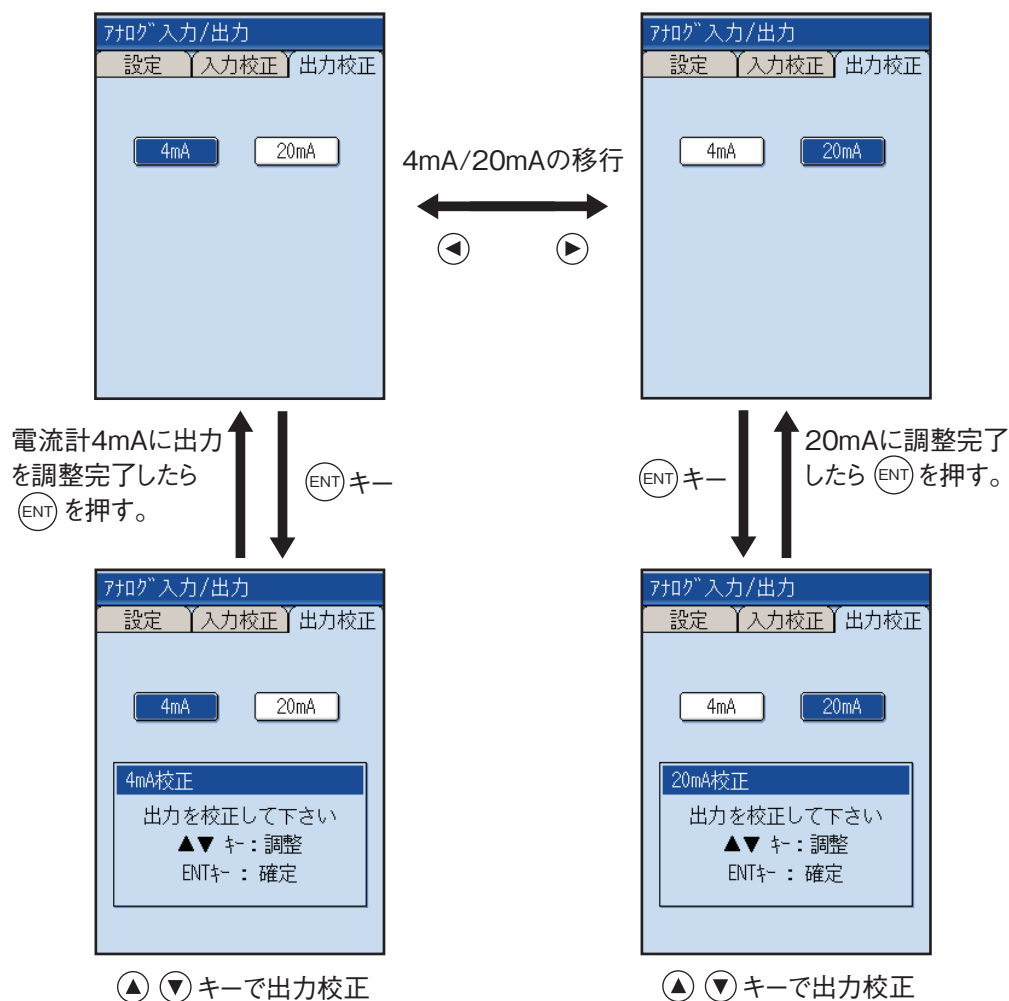 ｱﾅﾛｸﾞ入力/出力
設定 入力校正 出力校正
4mA 20mA
4mA/20mAの移行
◀ ▶
ｱﾅﾛｸﾞ入力/出力
設定 入力校正 出力校正
4mA 20mA
電流計4mAに出力
を調整完了したら
ENT を押す。
ENT キー
ENT キー
20mAに調整完了
したら ENT を押す。
ｱﾅﾛｸﾞ入力/出力
設定 入力校正 出力校正
4mA 20mA
4mA校正
出力を校正して下さい
▲▼ ｷｰ：調整
ENTｷｰ：確定
▲ ▼ キーで出力校正
ｱﾅﾛｸﾞ入力/出力
設定 入力校正 出力校正
4mA 20mA
20mA校正
出力を校正して下さい
▲▼ ｷｰ：調整
ENTｷｰ：確定
▲ ▼ キーで出力校正